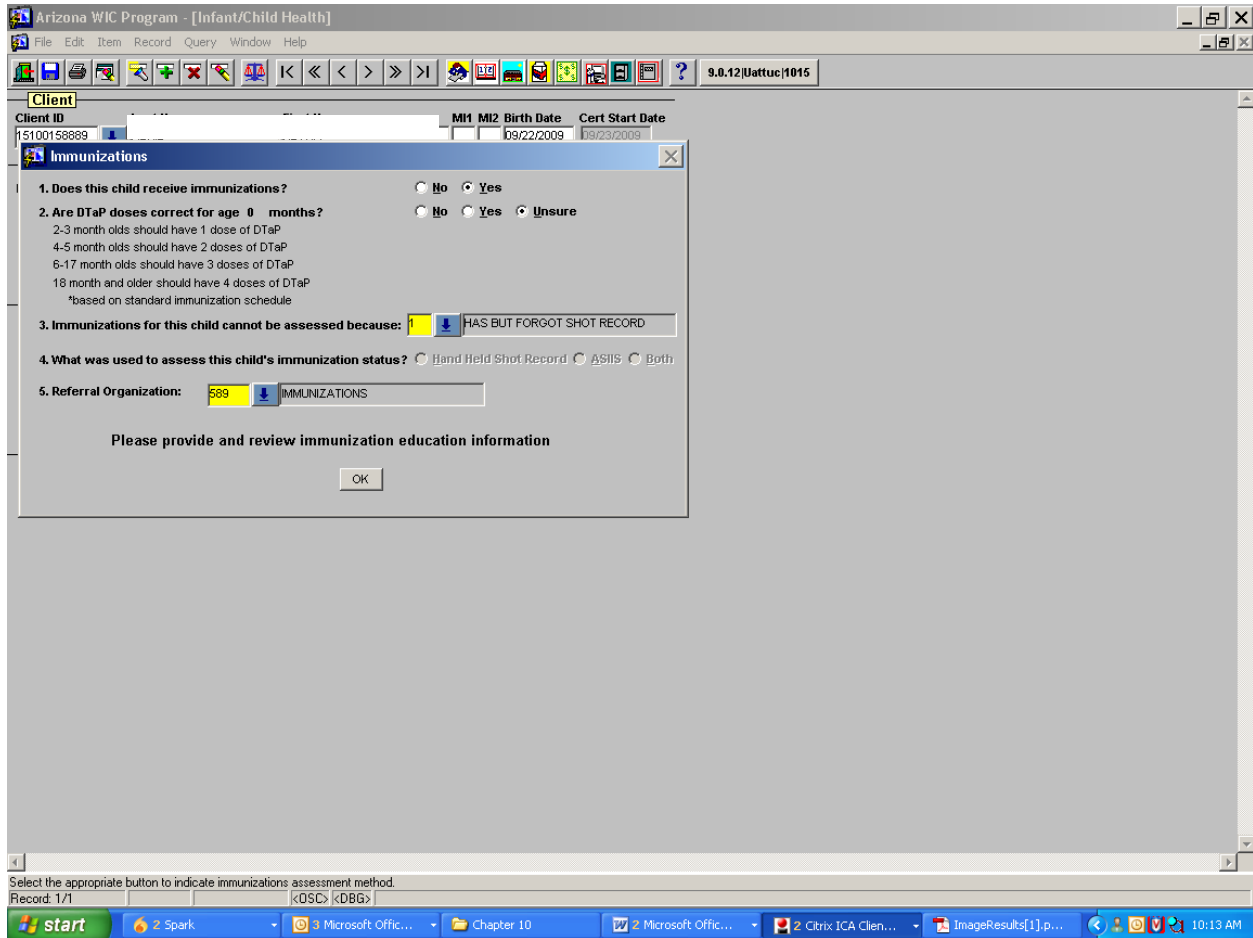 Arizona WIC Program - [Infant/Child Health]
File Edit Item Record Query Window Help
9.0.12|Uattuc|1015
Client
Client ID MI1 MI2 Birth Date Cert Start Date
15100158889 09/22/2009 09/23/2009
Immunizations
1. Does this child receive immunizations? No Yes
2. Are DTaP doses correct for age 0 months? No Yes Unsure
2-3 month olds should have 1 dose of DTaP
4-5 month olds should have 2 doses of DTaP
6-17 month olds should have 3 doses of DTaP
18 month and older should have 4 doses of DTaP
*based on standard immunization schedule
3. Immunizations for this child cannot be assessed because: 1 HAS BUT FORGOT SHOT RECORD
4. What was used to assess this child's immunization status? Hand Held Shot Record ASIIS Both
5. Referral Organization: 589 IMMUNIZATIONS
Please provide and review immunization education information
OK
Select the appropriate button to indicate immunizations assessment method.
Record: 1/1 <OSC> <DBG>
start 2 Spark 3 Microsoft Offic... Chapter 10 2 Microsoft Offic... 2 Citrix ICA Clien... ImageResults[1].p... 10:13 AM